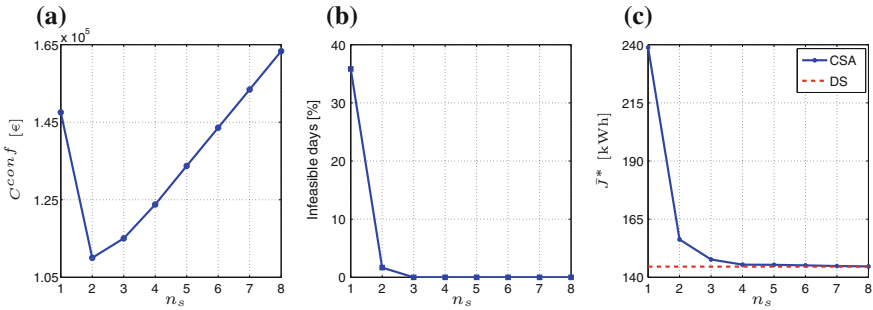 (a)
(b)
(c)
1.65 x 10^5
1.45
1.25
1.05
1 2 3 4 5 6 7 8
C^{conf} [€]
n_s
40
30
20
10
0
1 2 3 4 5 6 7 8
Infeasible days [%]
n_s
240
215
190
165
140
1 2 3 4 5 6 7 8
J̄* [kWh]
n_s
CSA
DS